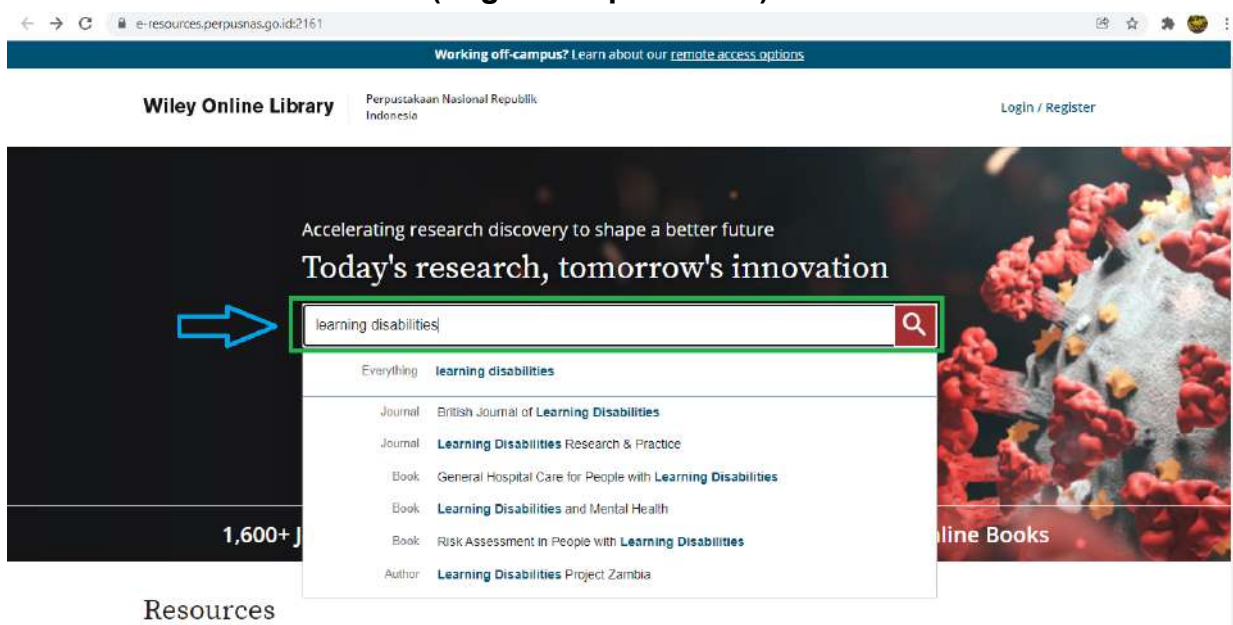 e-resources.perpusnas.go.id:2161
Working off-campus? Learn about our remote access options
Wiley Online Library
Perpustakaan Nasional Republik
Indonesia
Login / Register
Accelerating research discovery to shape a better future
Today's research, tomorrow's innovation
learning disabilities
Everything learning disabilities
Journal British Journal of Learning Disabilities
Journal Learning Disabilities Research & Practice
Book General Hospital Care for People with Learning Disabilities
Book Learning Disabilities and Mental Health
Book Risk Assessment in People with Learning Disabilities
Author Learning Disabilities Project Zambia
1,600+ J
line Books
Resources